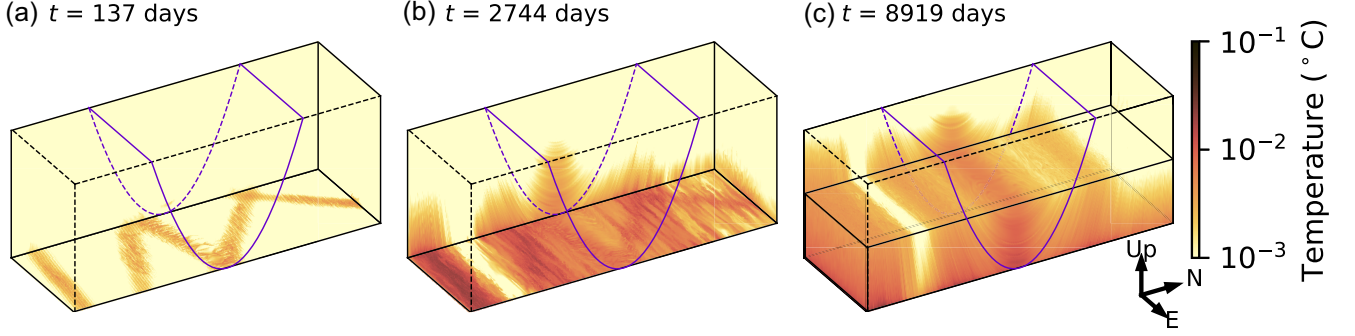 (a) t = 137 days
(b) t = 2744 days
(c) t = 8919 days
10⁻¹
10⁻²
10⁻³
Temperature (°C)
Up
N
E